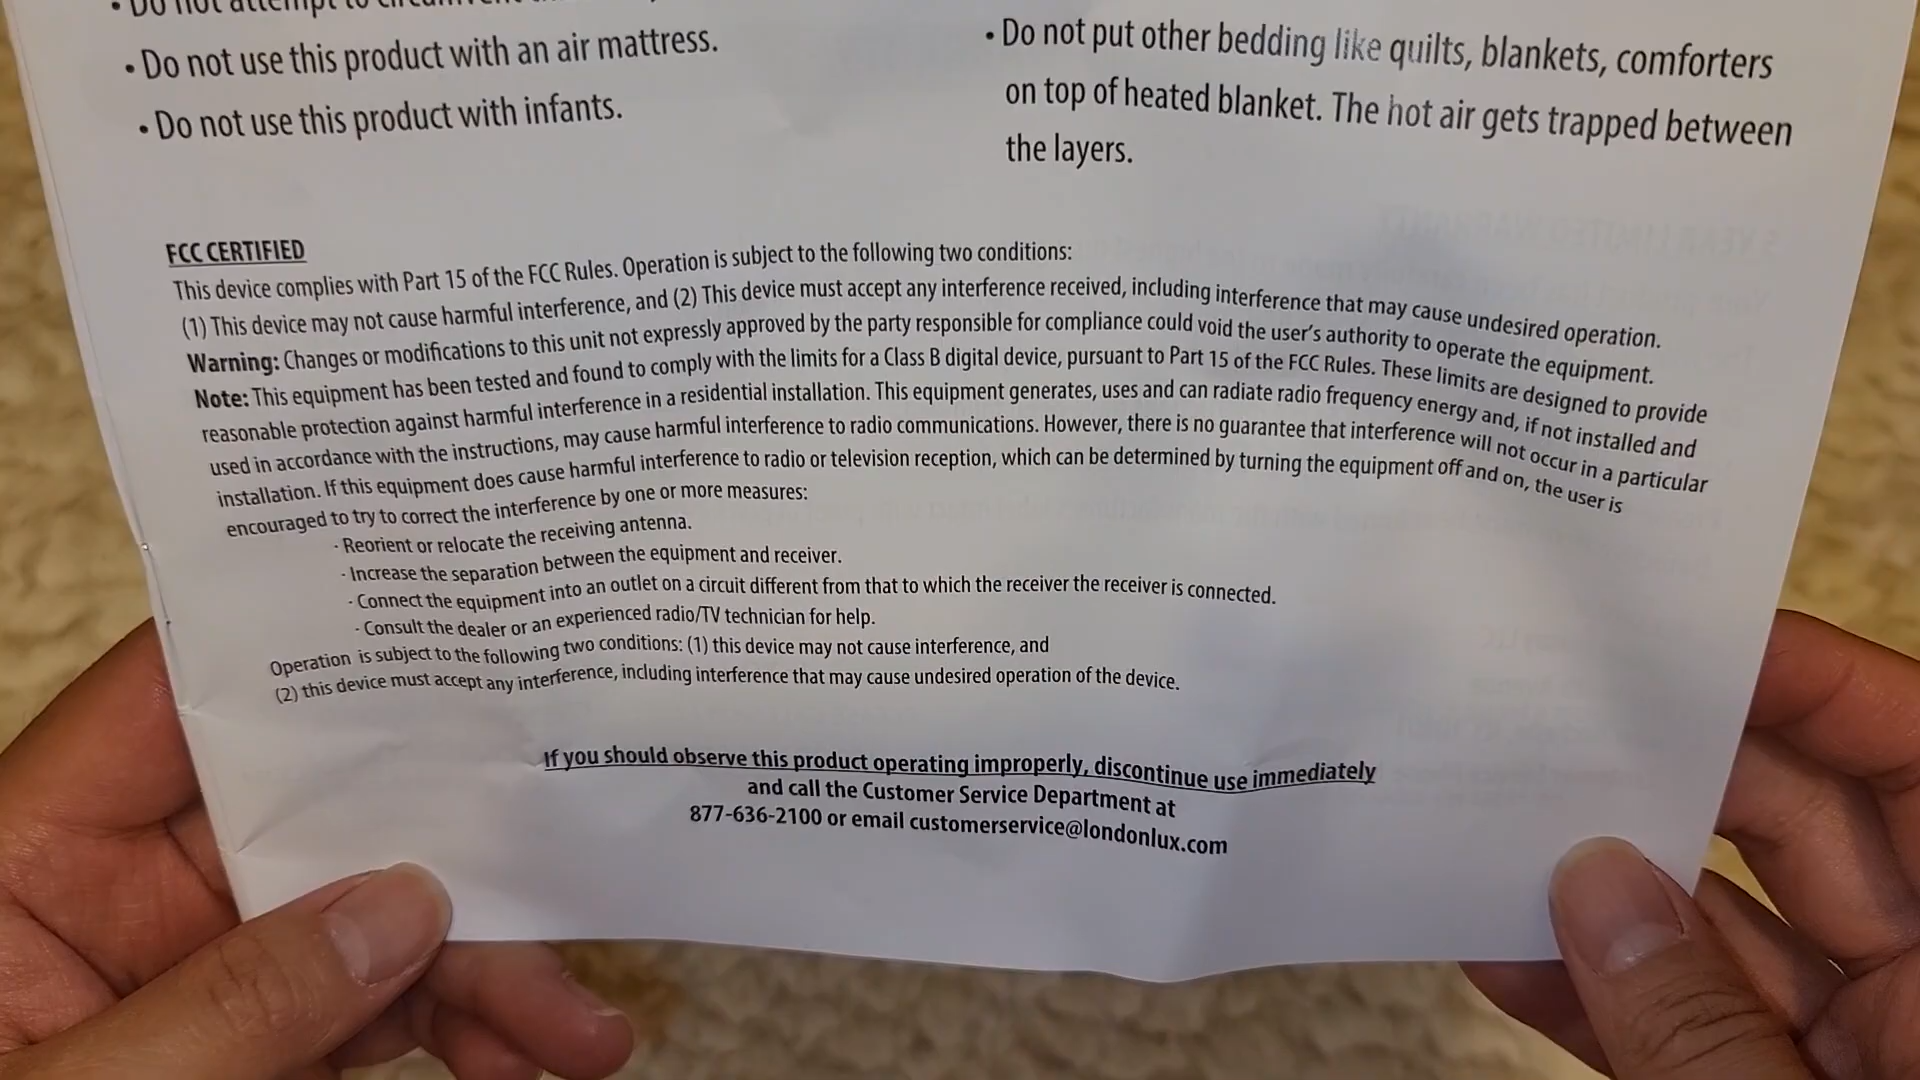 • Do not attempt to circumvent
• Do not use this product with an air mattress.
• Do not use this product with infants.
• Do not put other bedding like quilts, blankets, comforters
on top of heated blanket. The hot air gets trapped between
the layers.
FCC CERTIFIED
This device complies with Part 15 of the FCC Rules. Operation is subject to the following two conditions:
(1) This device may not cause harmful interference, and (2) This device must accept any interference received, including interference that may cause undesired operation.
Warning: Changes or modifications to this unit not expressly approved by the party responsible for compliance could void the user's authority to operate the equipment.
Note: This equipment has been tested and found to comply with the limits for a Class B digital device, pursuant to Part 15 of the FCC Rules. These limits are designed to provide
reasonable protection against harmful interference in a residential installation. This equipment generates, uses and can radiate radio frequency energy and, if not installed and
used in accordance with the instructions, may cause harmful interference to radio communications. However, there is no guarantee that interference will not occur in a particular
installation. If this equipment does cause harmful interference to radio or television reception, which can be determined by turning the equipment off and on, the user is
encouraged to try to correct the interference by one or more measures:
- Reorient or relocate the receiving antenna.
- Increase the separation between the equipment and receiver.
- Connect the equipment into an outlet on a circuit different from that to which the receiver the receiver is connected.
- Consult the dealer or an experienced radio/TV technician for help.
Operation is subject to the following two conditions: (1) this device may not cause interference, and
(2) this device must accept any interference, including interference that may cause undesired operation of the device.
If you should observe this product operating improperly, discontinue use immediately
and call the Customer Service Department at
877-636-2100 or email customerservice@londonlux.com